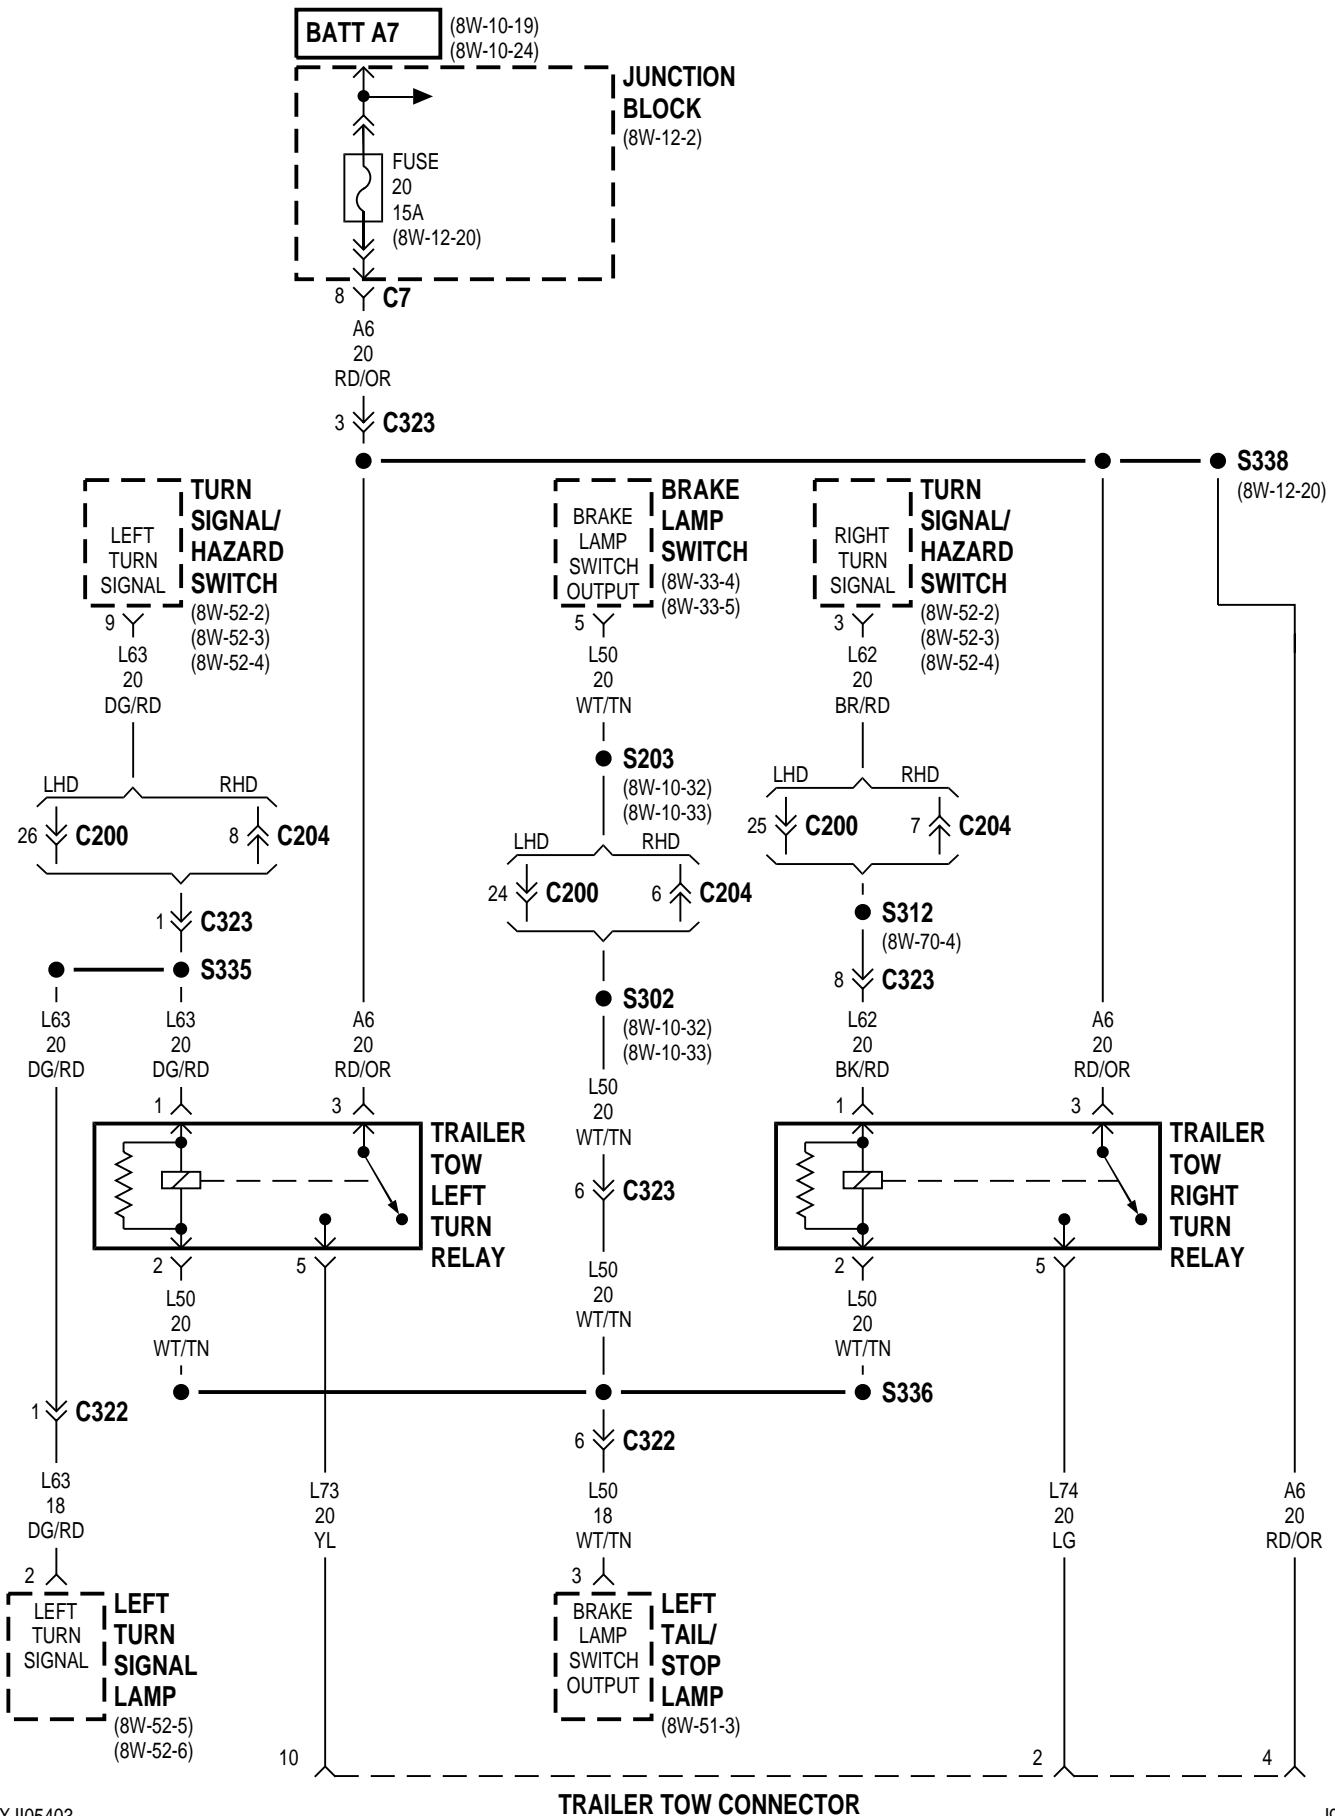 BATT A7
(8W-10-19)
(8W-10-24)
JUNCTION
BLOCK
(8W-12-2)
FUSE
20
15A
(8W-12-20)
8
C7
A6
20
RD/OR
3
C323
S338
(8W-12-20)
LEFT
TURN
SIGNAL
TURN
SIGNAL/
HAZARD
SWITCH
(8W-52-2)
(8W-52-3)
(8W-52-4)
9
L63
20
DG/RD
BRAKE
LAMP
SWITCH
OUTPUT
BRAKE
LAMP
SWITCH
(8W-33-4)
(8W-33-5)
5
L50
20
WT/TN
RIGHT
TURN
SIGNAL
TURN
SIGNAL/
HAZARD
SWITCH
(8W-52-2)
(8W-52-3)
(8W-52-4)
3
L62
20
BR/RD
S203
(8W-10-32)
(8W-10-33)
LHD
RHD
26
C200
8
C204
LHD
RHD
24
C200
6
C204
LHD
RHD
25
C200
7
C204
1
C323
S335
S302
(8W-10-32)
(8W-10-33)
S312
(8W-70-4)
8
C323
L63
20
DG/RD
L63
20
DG/RD
A6
20
RD/OR
L50
20
WT/TN
L62
20
BK/RD
A6
20
RD/OR
1
3
TRAILER
TOW
LEFT
TURN
RELAY
6
C323
1
3
TRAILER
TOW
RIGHT
TURN
RELAY
2
5
L50
20
WT/TN
L50
20
WT/TN
2
5
L50
20
WT/TN
S336
1
C322
6
C322
L63
18
DG/RD
L73
20
YL
L50
18
WT/TN
L74
20
LG
A6
20
RD/OR
2
LEFT
TURN
SIGNAL
LEFT
TURN
SIGNAL
LAMP
(8W-52-5)
(8W-52-6)
3
BRAKE
LAMP
SWITCH
OUTPUT
LEFT
TAIL/
STOP
LAMP
(8W-51-3)
10
2
4
TRAILER TOW CONNECTOR